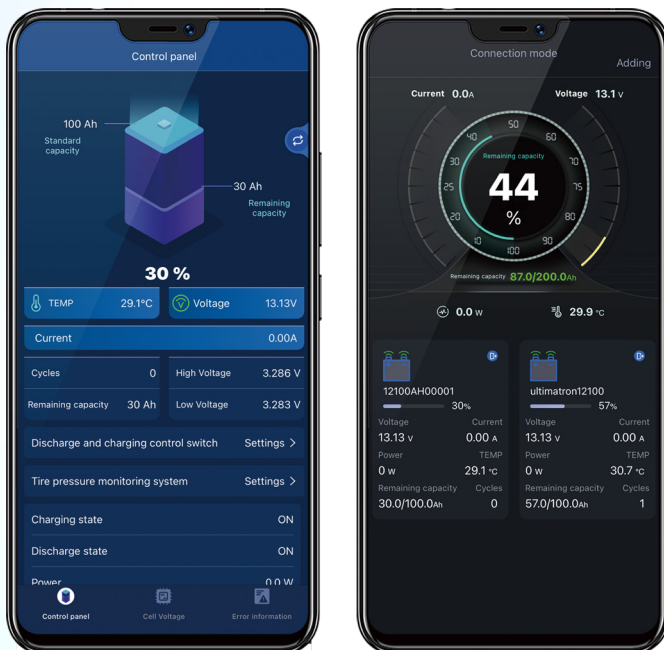 Control panel
100 Ah
Standard
capacity
30 Ah
Remaining
capacity
30 %
TEMP 29.1°C
Voltage 13.13V
Current 0.00A
Cycles 0
High Voltage 3.286 V
Remaining capacity 30 Ah
Low Voltage 3.283 V
Discharge and charging control switch Settings >
Tire pressure monitoring system Settings >
Charging state ON
Discharge state ON
Power 0.0 W
Control panel
Cell Voltage
Error information
Connection mode
Adding
Current 0.0A
Voltage 13.1 V
10
20
25
30
40
50
60
70
75
80
90
100
Remaining capacity
44
%
Remaining capacity 87.0/200.0Ah
0.0 W
29.9 °C
12100AH00001
30%
Voltage Current
13.13 V 0.00 A
Power TEMP
0 W 29.1 °C
Remaining capacity Cycles
30.0/100.0Ah 0
ultimatron12100
57%
Voltage Current
13.13 V 0.00 A
Power TEMP
0 W 30.7 °C
Remaining capacity Cycles
57.0/100.0Ah 1